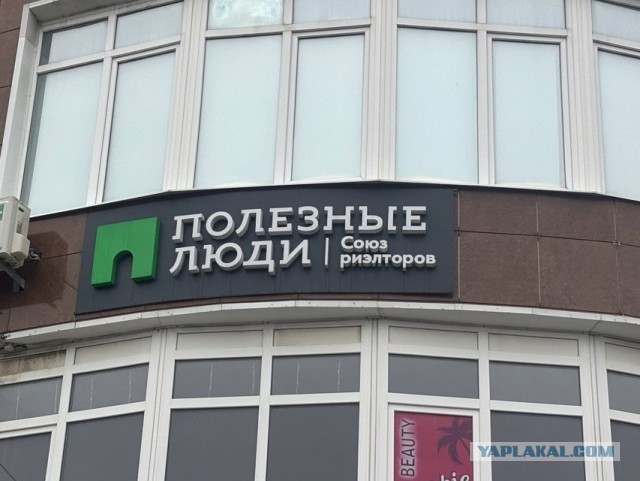 ПОЛЕЗНЫЕ
ЛЮДИ
Союз
риэлторов
BEAUTY
YAPLAKAL.COM